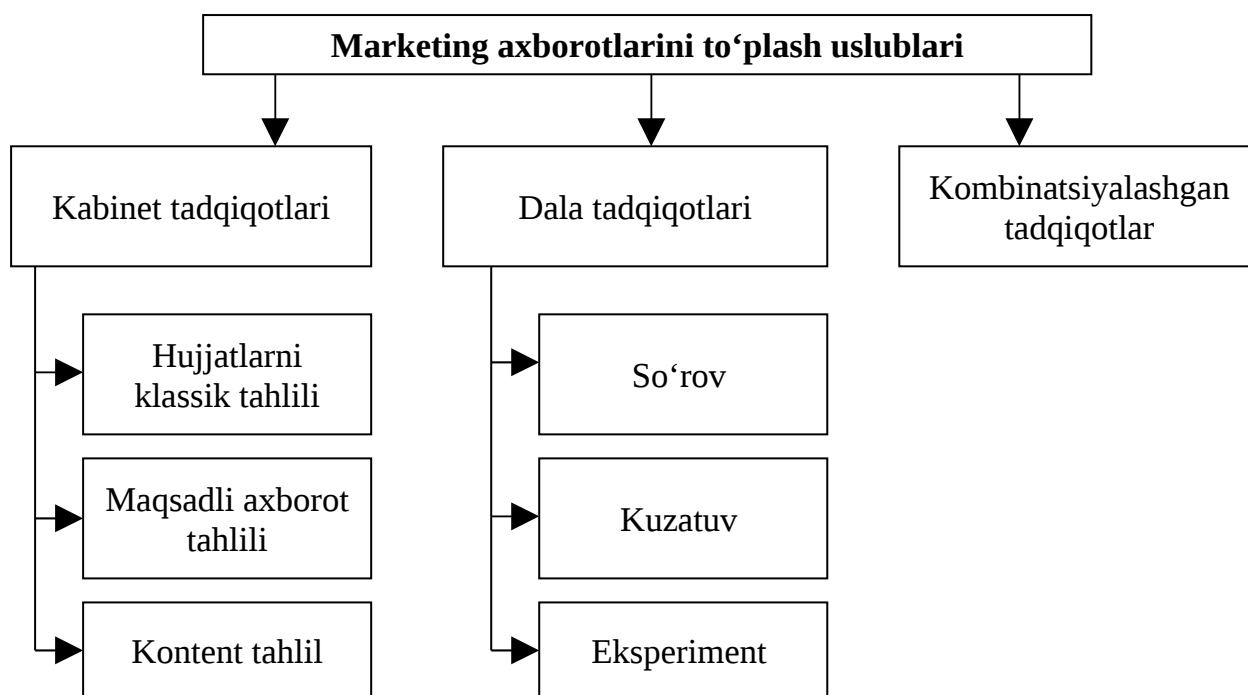 Marketing axborotlarini to‘plash uslublari
Kabinet tadqiqotlari
Dala tadqiqotlari
Kombinatsiyalashgan
tadqiqotlar
Hujjatlarni
klassik tahlili
Maqsadli axborot
tahlili
Kontent tahlil
So‘rov
Kuzatuv
Eksperiment